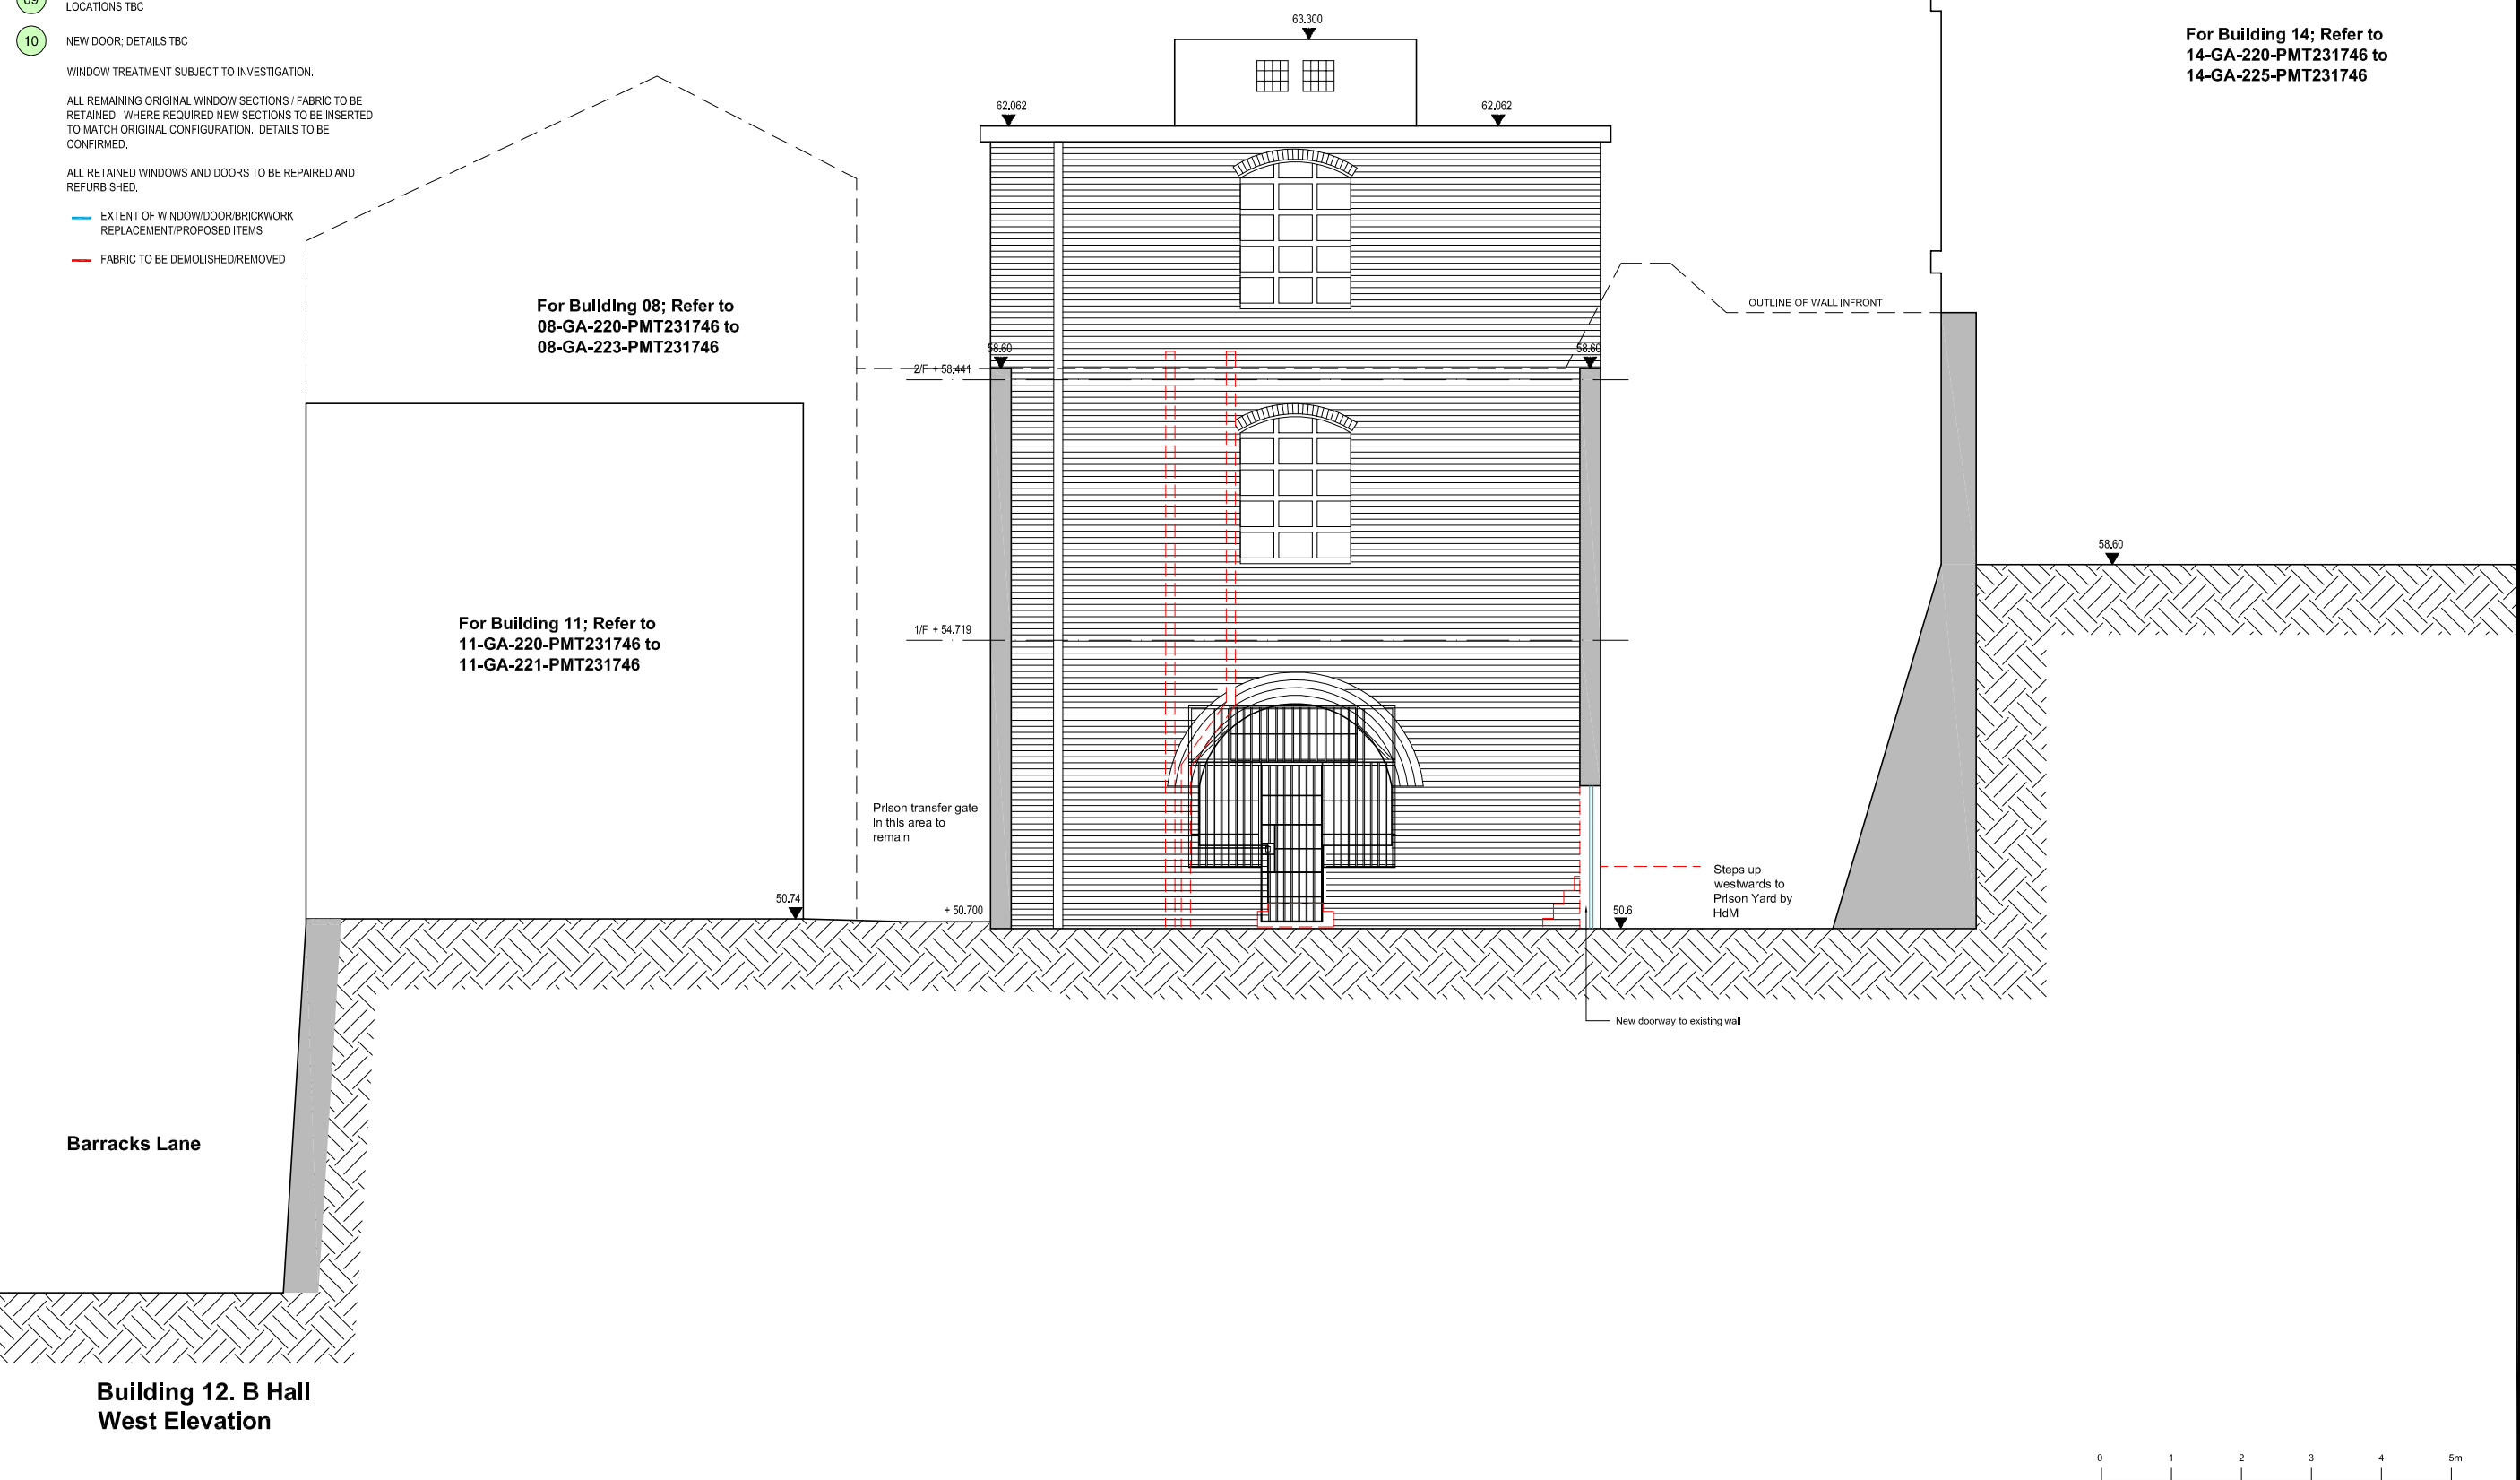 09
LOCATIONS TBC
10
NEW DOOR; DETAILS TBC
WINDOW TREATMENT SUBJECT TO INVESTIGATION.
ALL REMAINING ORIGINAL WINDOW SECTIONS / FABRIC TO BE
RETAINED. WHERE REQUIRED NEW SECTIONS TO BE INSERTED
TO MATCH ORIGINAL CONFIGURATION. DETAILS TO BE
CONFIRMED.
ALL RETAINED WINDOWS AND DOORS TO BE REPAIRED AND
REFURBISHED.
EXTENT OF WINDOW/DOOR/BRICKWORK
REPLACEMENT/PROPOSED ITEMS
FABRIC TO BE DEMOLISHED/REMOVED
63.300
62.062
62.062
For Building 14; Refer to
14-GA-220-PMT231746 to
14-GA-225-PMT231746
For Building 08; Refer to
08-GA-220-PMT231746 to
08-GA-223-PMT231746
OUTLINE OF WALL INFRONT
58.60
58.60
2/F + 58.441
58.60
For Building 11; Refer to
11-GA-220-PMT231746 to
11-GA-221-PMT231746
1/F + 54.719
Prison transfer gate
in this area to
remain
50.74
+ 50.700
50.6
Steps up
westwards to
Prison Yard by
HdM
New doorway to existing wall
Barracks Lane
Building 12. B Hall
West Elevation
0 1 2 3 4 5m